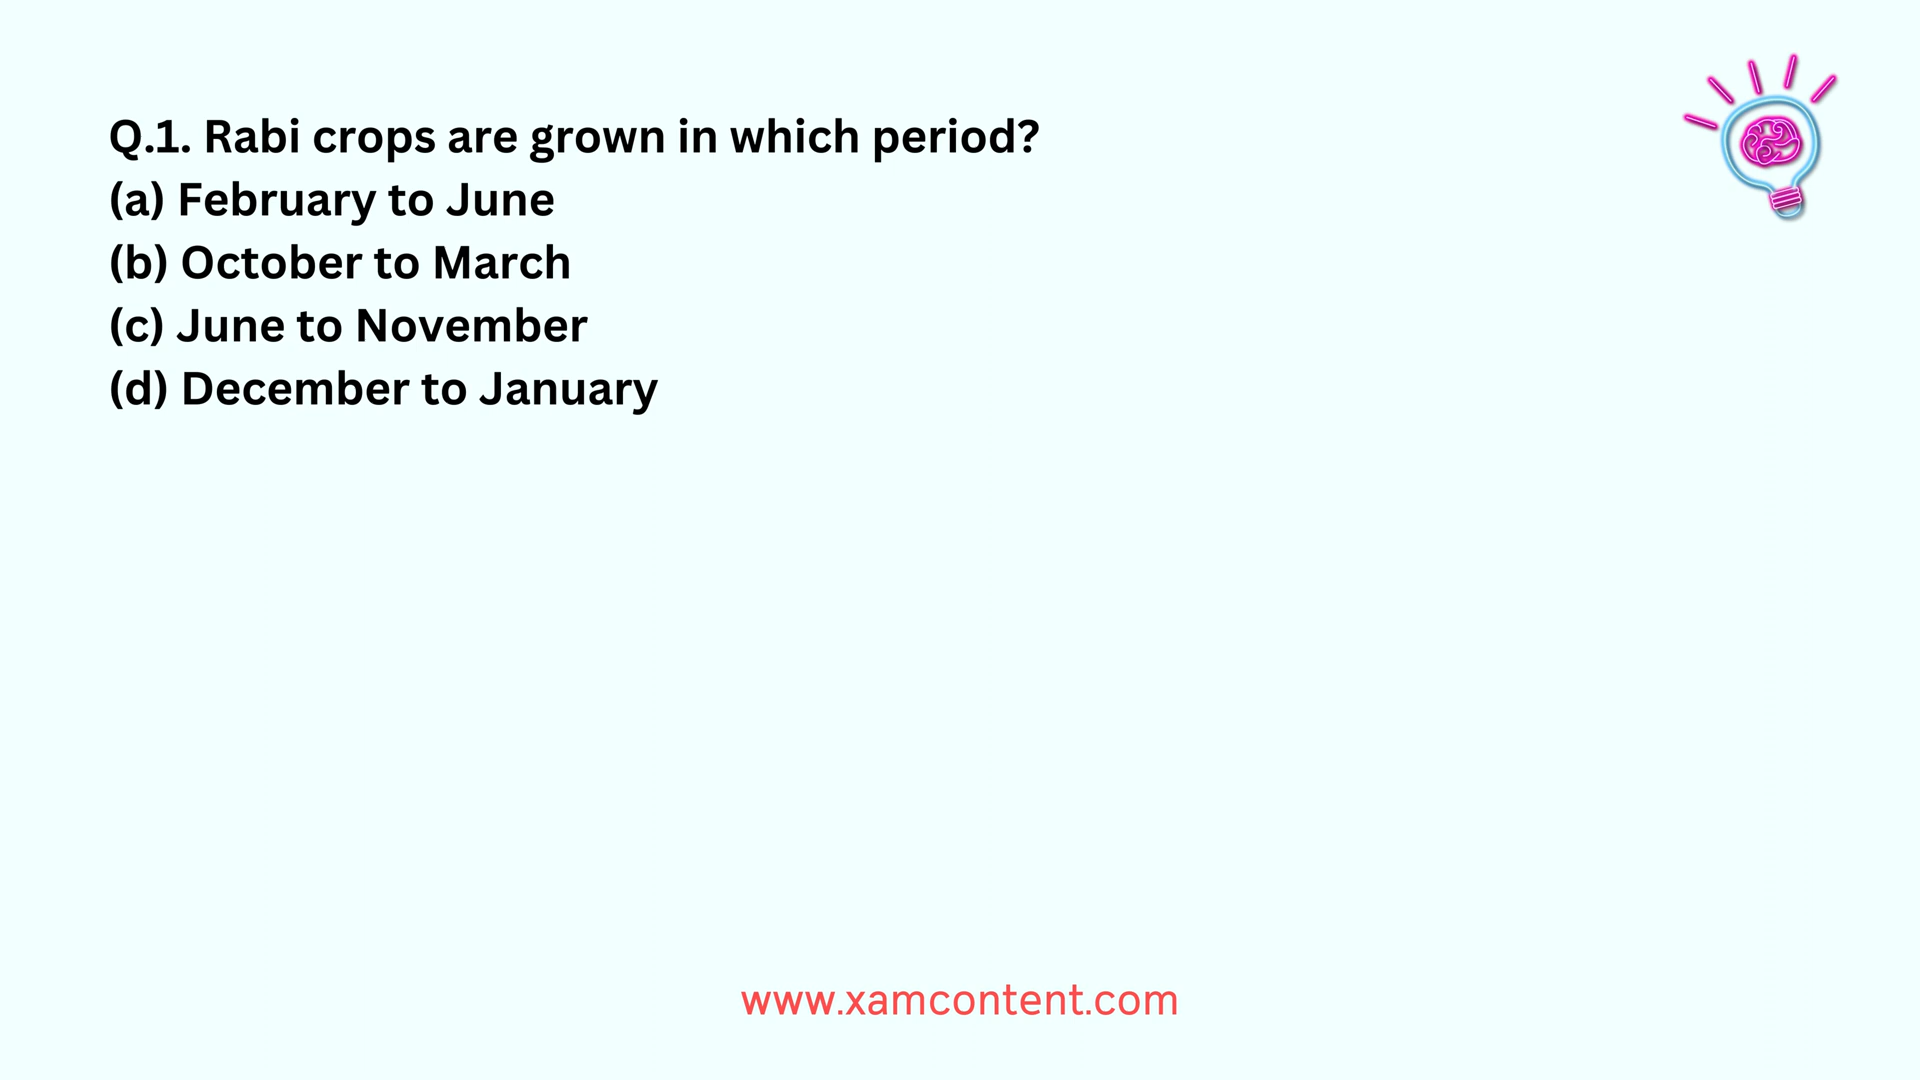 Q.1. Rabi crops are grown in which period?
(a) February to June
(b) October to March
(c) June to November
(d) December to January
www.xamcontent.com